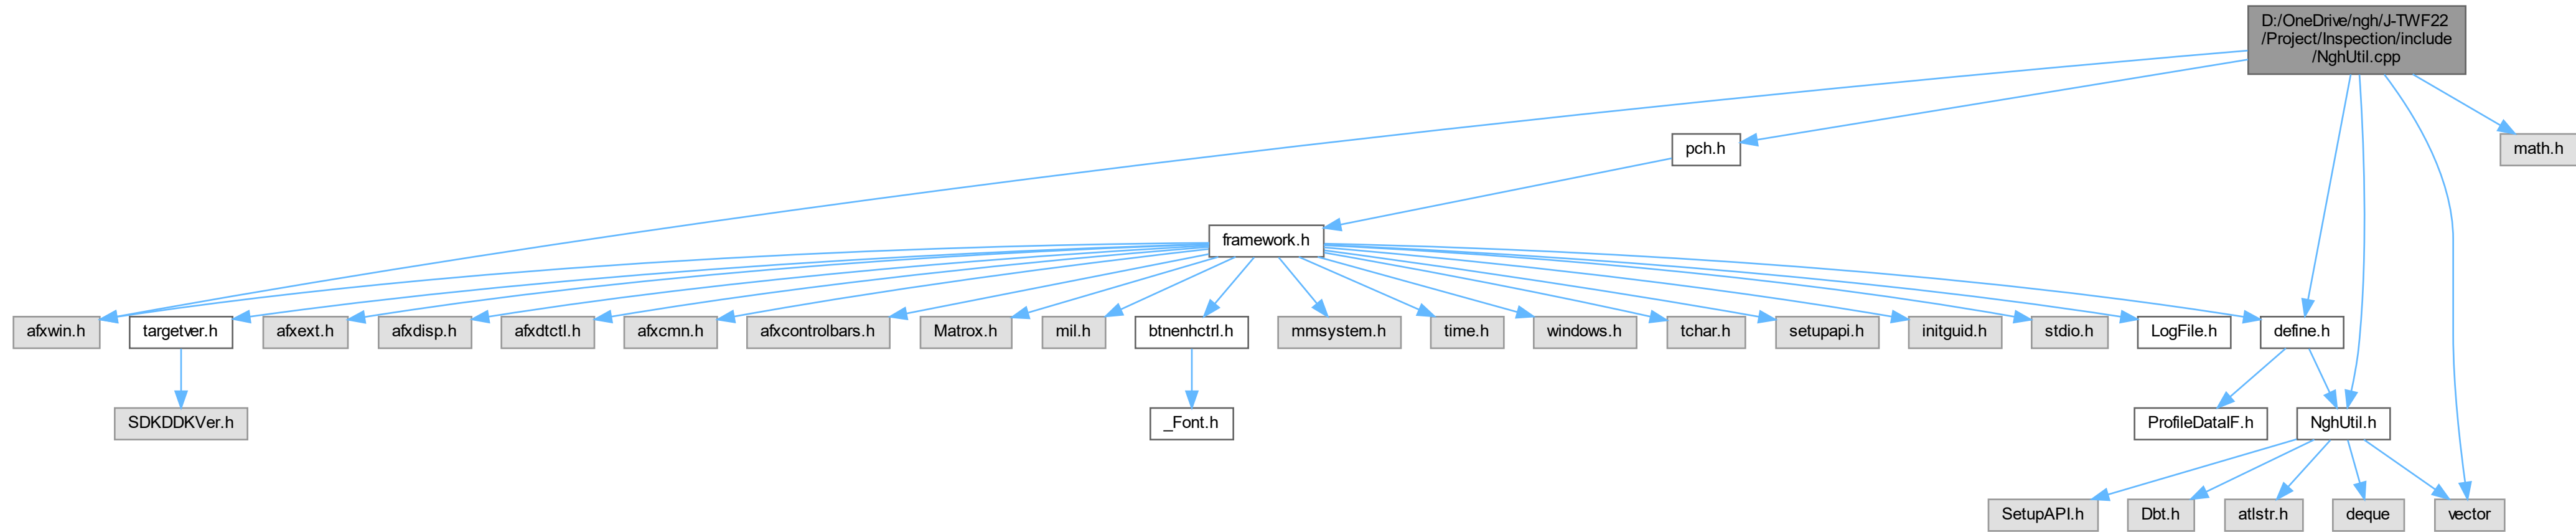 D:/OneDrive/ngh/J-TWF22
/Project/Inspection/include
/NghUtil.cpp
pch.h
math.h
framework.h
afxwin.h
targetver.h
afxext.h
afxdisp.h
afxdtctl.h
afxcmn.h
afxcontrolbars.h
Matrox.h
mil.h
btnenhctrl.h
mmsystem.h
time.h
windows.h
tchar.h
setupapi.h
initguid.h
stdio.h
LogFile.h
define.h
SDKDDKVer.h
_Font.h
ProfileDataIF.h
NghUtil.h
SetupAPI.h
Dbt.h
atlstr.h
deque
vector